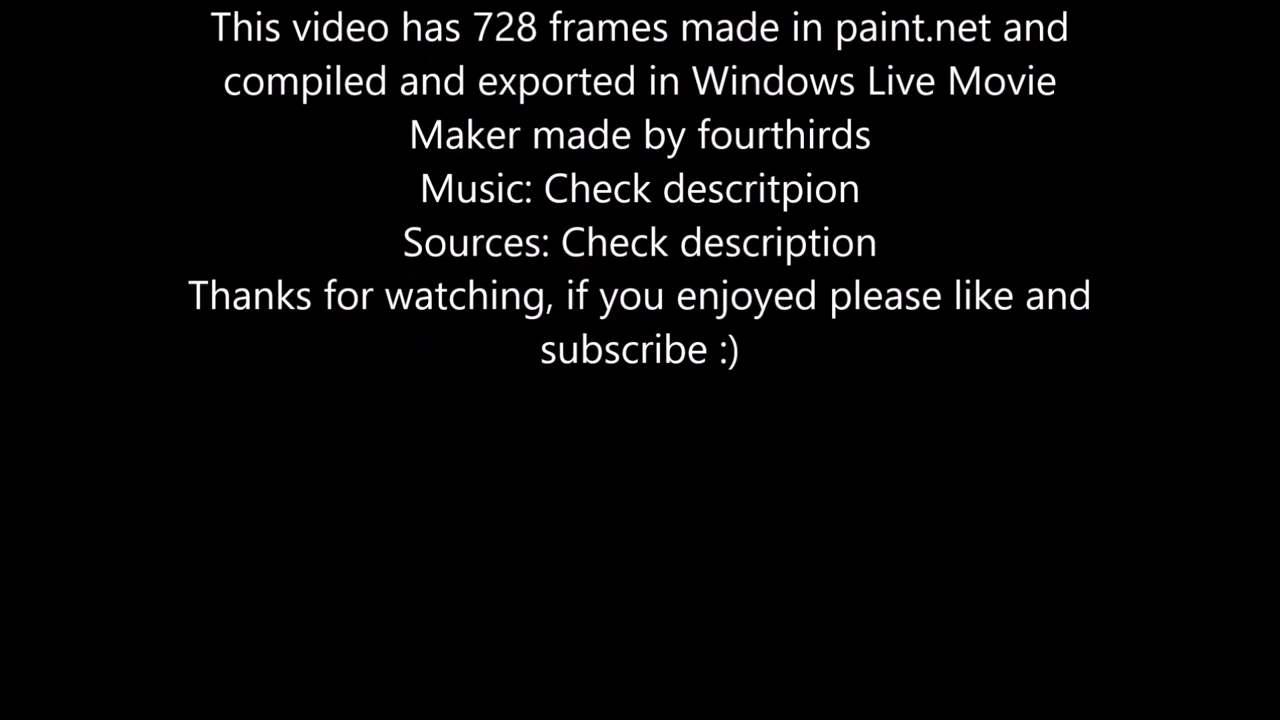 This video has 728 frames made in paint.net and
compiled and exported in Windows Live Movie
Maker made by fourthirds
Music: Check descritpion
Sources: Check description
Thanks for watching, if you enjoyed please like and
subscribe :)